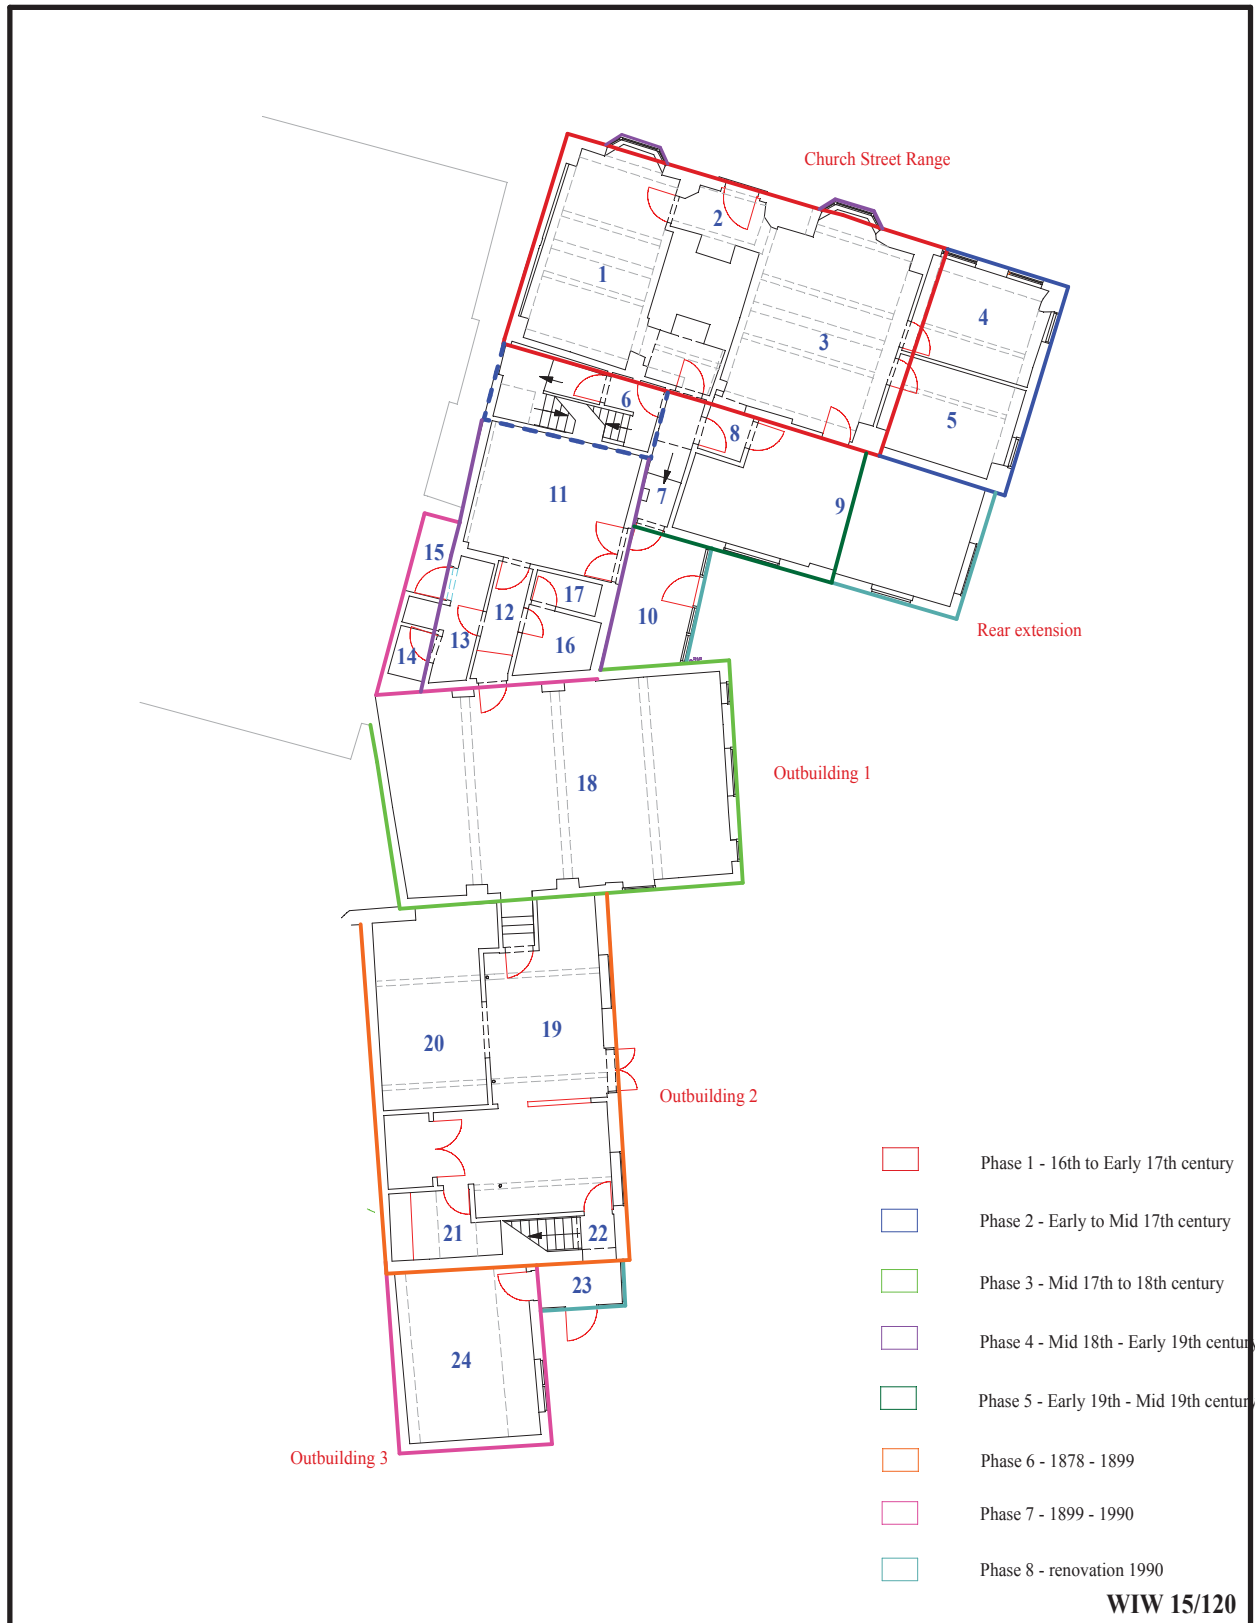 Church Street Range
2
1
4
3
6
8
5
11
7
9
15
17
12
10
13
16
14
Rear extension
18
Outbuilding 1
19
20
Outbuilding 2
21
22
23
24
Outbuilding 3
Phase 1 - 16th to Early 17th century
Phase 2 - Early to Mid 17th century
Phase 3 - Mid 17th to 18th century
Phase 4 - Mid 18th - Early 19th century
Phase 5 - Early 19th - Mid 19th century
Phase 6 - 1878 - 1899
Phase 7 - 1899 - 1990
Phase 8 - renovation 1990
WIW 15/120